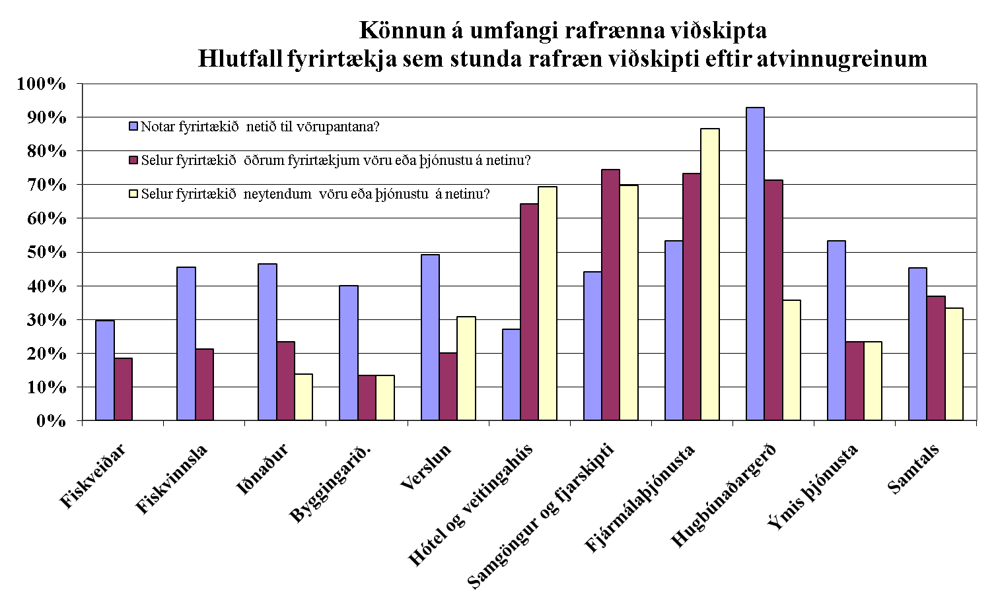 Könnun á umfangi rafrænna viðskipta
Hlutfall fyrirtækja sem stunda rafræn viðskipti eftir atvinnugreinum
100%
90%
80%
70%
60%
50%
40%
30%
20%
10%
0%
Notar fyrirtækið netið til vörupantana?
Selur fyrirtækið öðrum fyrirtækjum vöru eða þjónustu á netinu?
Selur fyrirtækið neytendum vöru eða þjónustu á netinu?
Fiskveiðar
Fiskvinnsla
Iðnaður
Byggingarið.
Verslun
Hótel og veitingahús
Samgöngur og fjarskipti
Fjármálaþjónusta
Hugbúnaðargerð
Ýmis þjónusta
Samtals